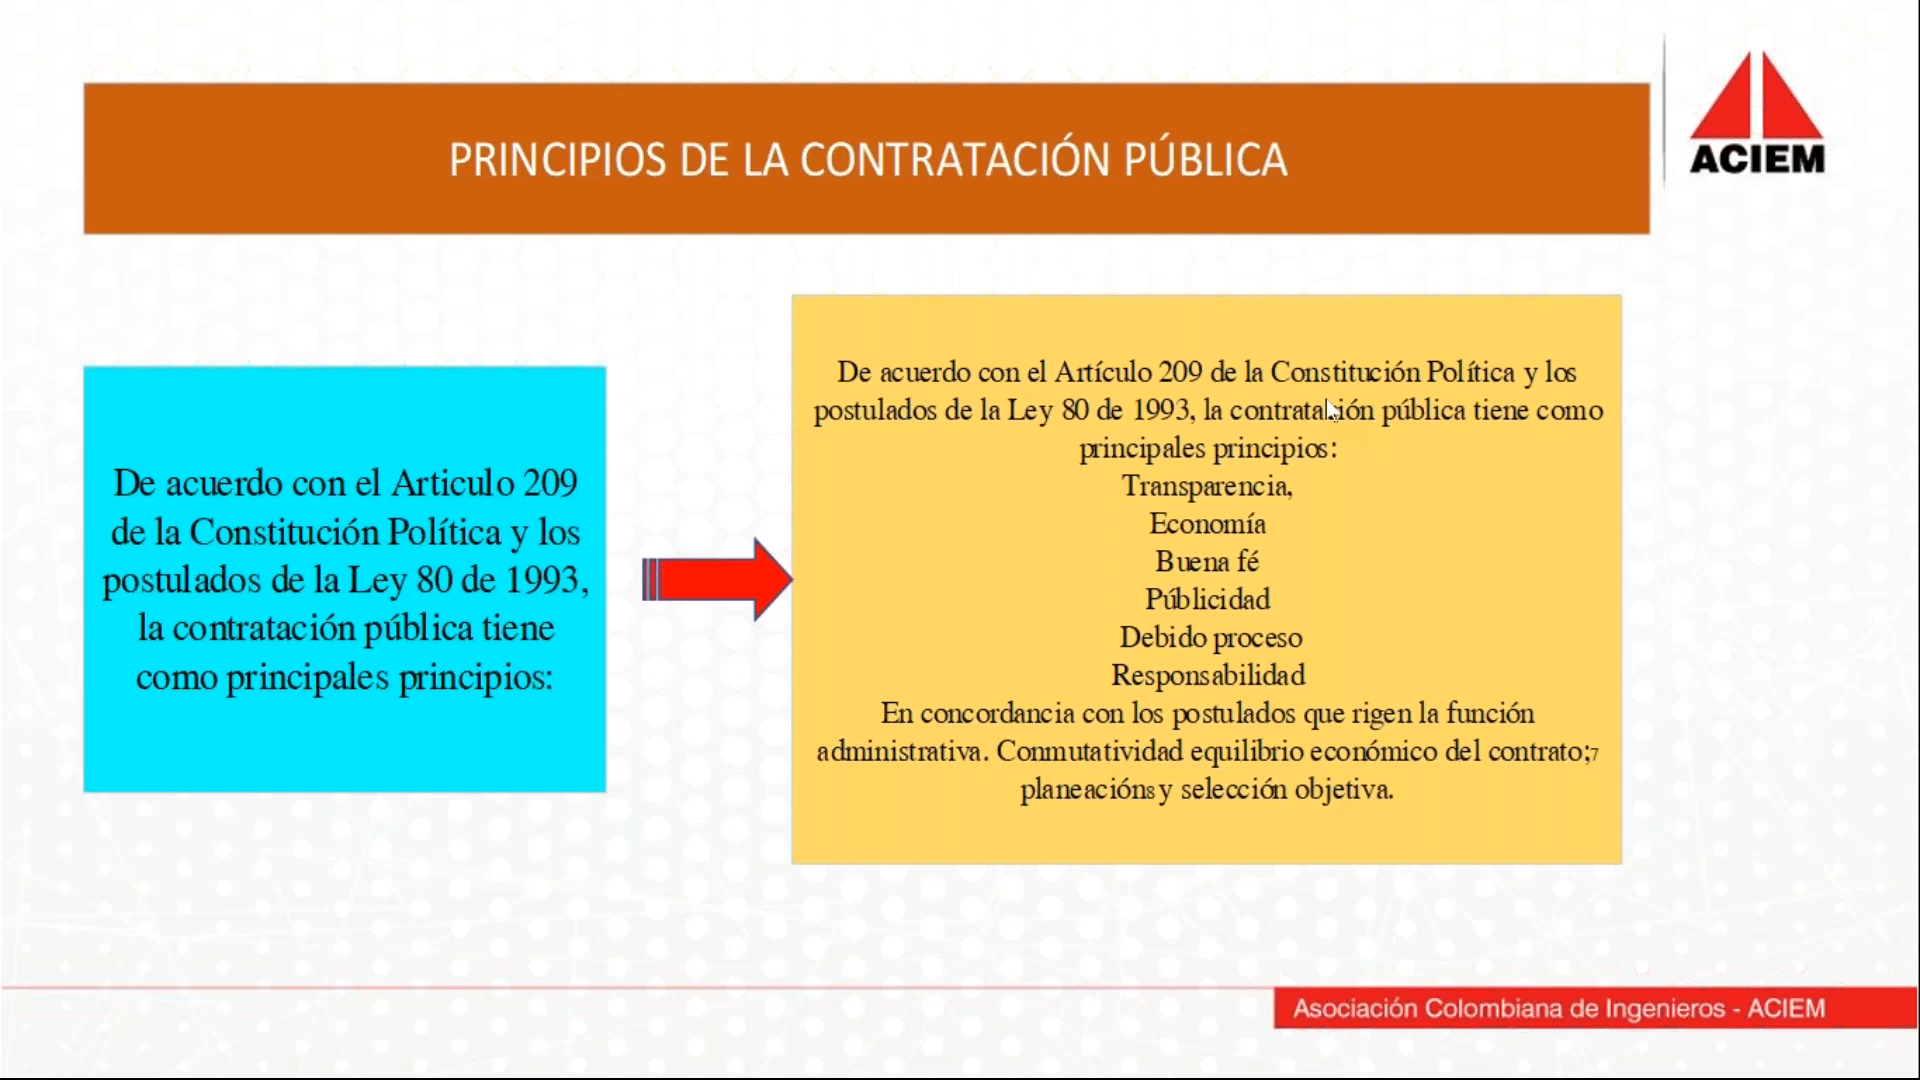 PRINCIPIOS DE LA CONTRATACIÓN PÚBLICA
ACIEM
De acuerdo con el Articulo 209
de la Constitución Política y los
postulados de la Ley 80 de 1993,
la contratación pública tiene
como principales principios:
De acuerdo con el Artículo 209 de la Constitución Política y los
postulados de la Ley 80 de 1993, la contratación pública tiene como
principales principios:
Transparencia,
Economía
Buena fé
Públicidad
Debido proceso
Responsabilidad
En concordancia con los postulados que rigen la función
administrativa. Conmutatividad equilibrio económico del contrato;7
planeación8 y selección objetiva.
Asociación Colombiana de Ingenieros - ACIEM